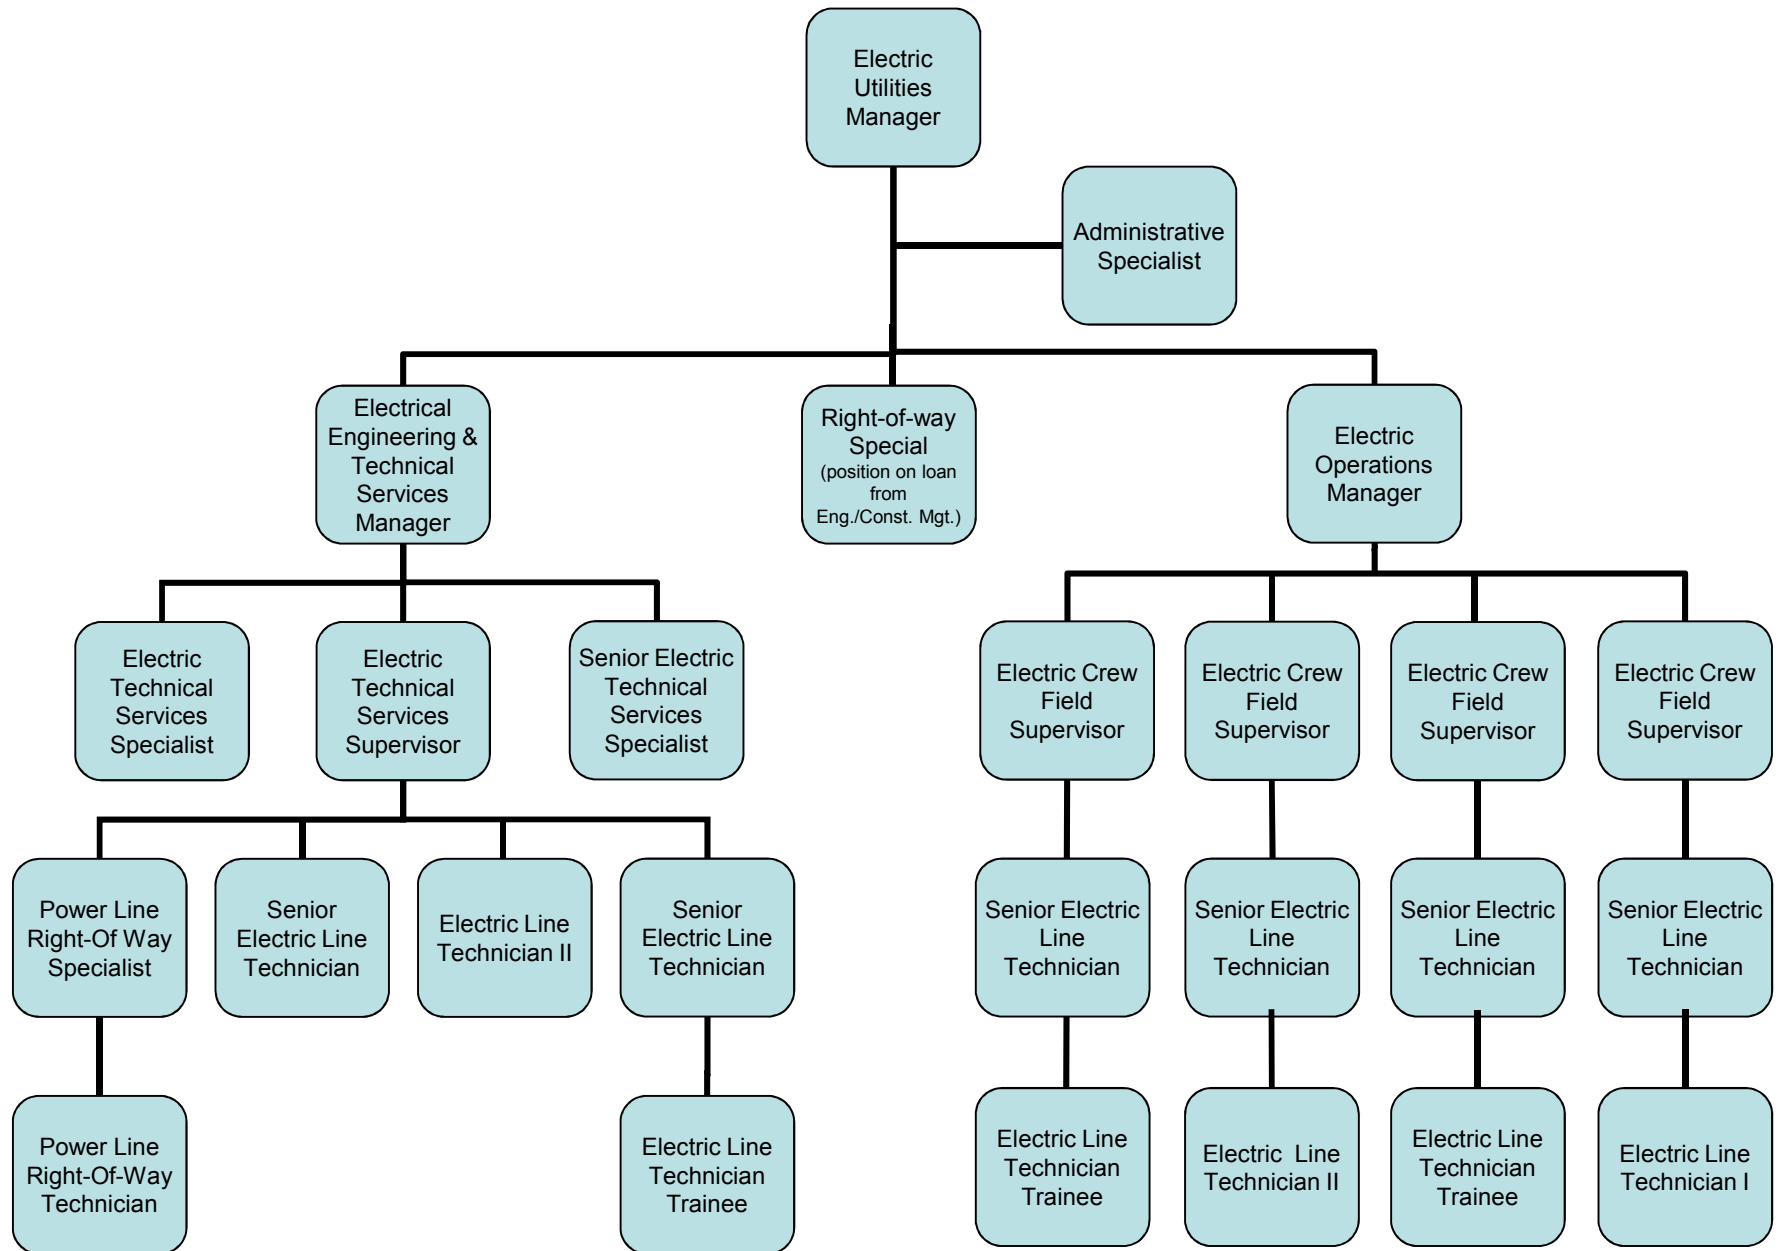 Electric
Utilities
Manager
Administrative
Specialist
Electrical
Engineering &
Technical
Services
Manager
Right-of-way
Special
(position on loan
from
Eng./Const. Mgt.)
Electric
Operations
Manager
Electric
Technical
Services
Specialist
Electric
Technical
Services
Supervisor
Senior Electric
Technical
Services
Specialist
Electric Crew
Field
Supervisor
Electric Crew
Field
Supervisor
Electric Crew
Field
Supervisor
Electric Crew
Field
Supervisor
Power Line
Right-Of Way
Specialist
Senior
Electric Line
Technician
Electric Line
Technician II
Senior
Electric Line
Technician
Senior Electric
Line
Technician
Senior Electric
Line
Technician
Senior Electric
Line
Technician
Senior Electric
Line
Technician
Power Line
Right-Of-Way
Technician
Electric Line
Technician
Trainee
Electric Line
Technician
Trainee
Electric  Line
Technician II
Electric Line
Technician
Trainee
Electric Line
Technician I